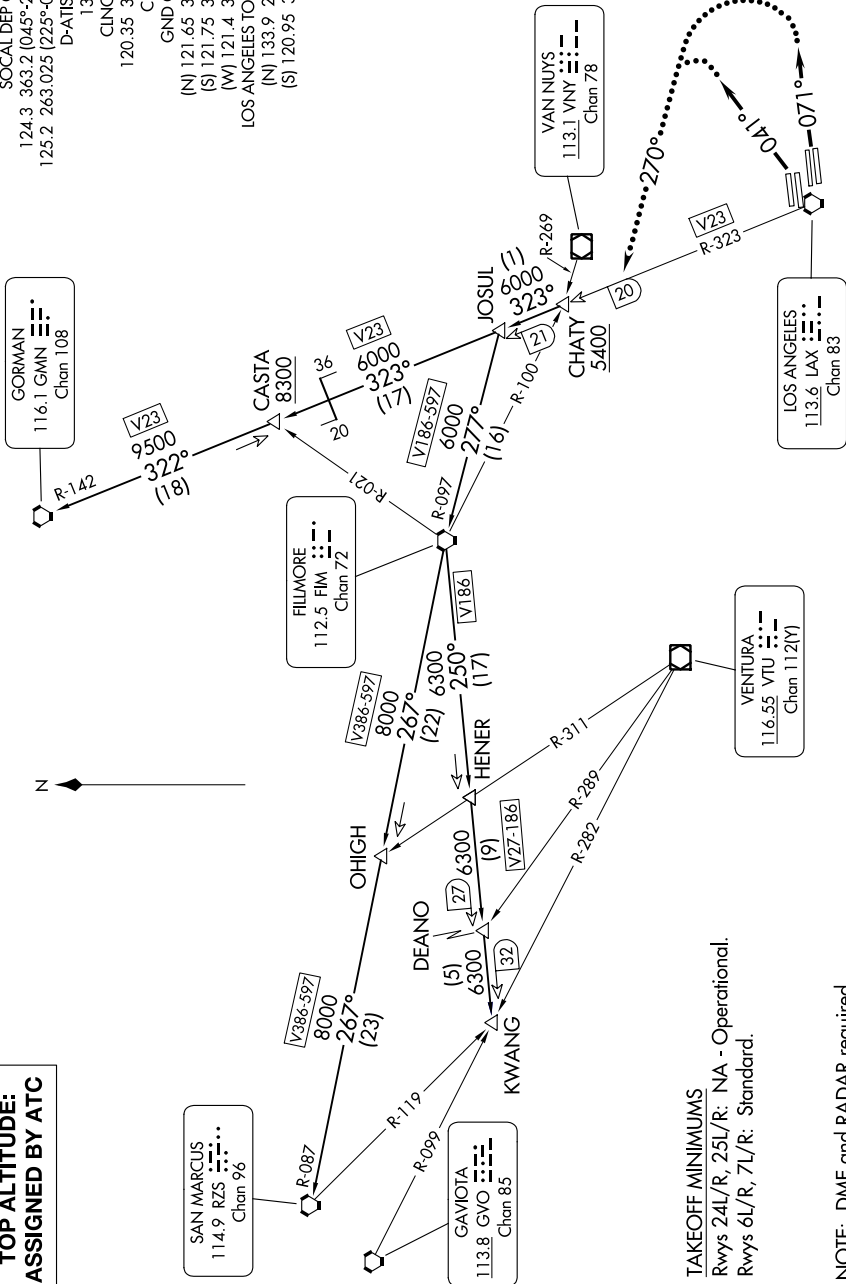 TOP ALTITUDE:
ASSIGNED BY ATC
SOCAL DEP
124.3 363.2 (045°-
125.2 263.025 (225°-
D-ATIS
13
CLNC
120.35 3
C
GND
(N) 121.65 3
(S) 121.75 3
(W) 121.4 3
LOS ANGELES TO
(N) 133.9 2
(S) 120.95
GORMAN
116.1 GMN
Chan 108
R-142
V23
9500
322°
(18)
CASTA
8300
36
20
V23
6000
323°
(17)
R-021
JOSUL
(1)
6000
323°
21
CHATY
5400
R-269
VAN NUYS
113.1 VNY
Chan 78
270°
041°
071°
V23
R-323
20
LOS ANGELES
113.6 LAX
Chan 83
V186-597
6000
277°
(16)
R-100
R-097
FILLMORE
112.5 FIM
Chan 72
V186
6300
250°
(17)
V386-597
8000
267°
(22)
N
HENER
OHIGH
R-311
R-289
R-282
VENTURA
116.55 VTU
Chan 112(Y)
6300
(9)
V27-186
27
DEANO
(5)
6300
32
KWANG
V386-597
8000
267°
(23)
R-087
R-119
R-099
SAN MARCUS
114.9 RZS
Chan 96
GAVIOTA
113.8 GVO
Chan 85
TAKEOFF MINIMUMS
Rwys 24L/R, 25L/R: NA - Operational.
Rwys 6L/R, 7L/R: Standard.
NOTE: DME and RADAR required.